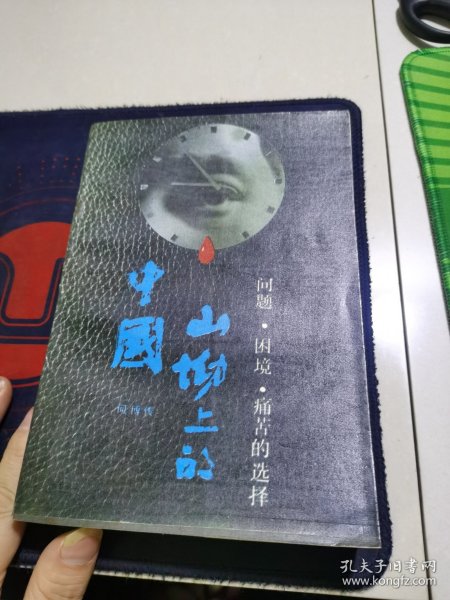 山坳上的
中國
问题·困境·痛苦的选择
何博传
孔夫子旧书网
www.kongfz.com